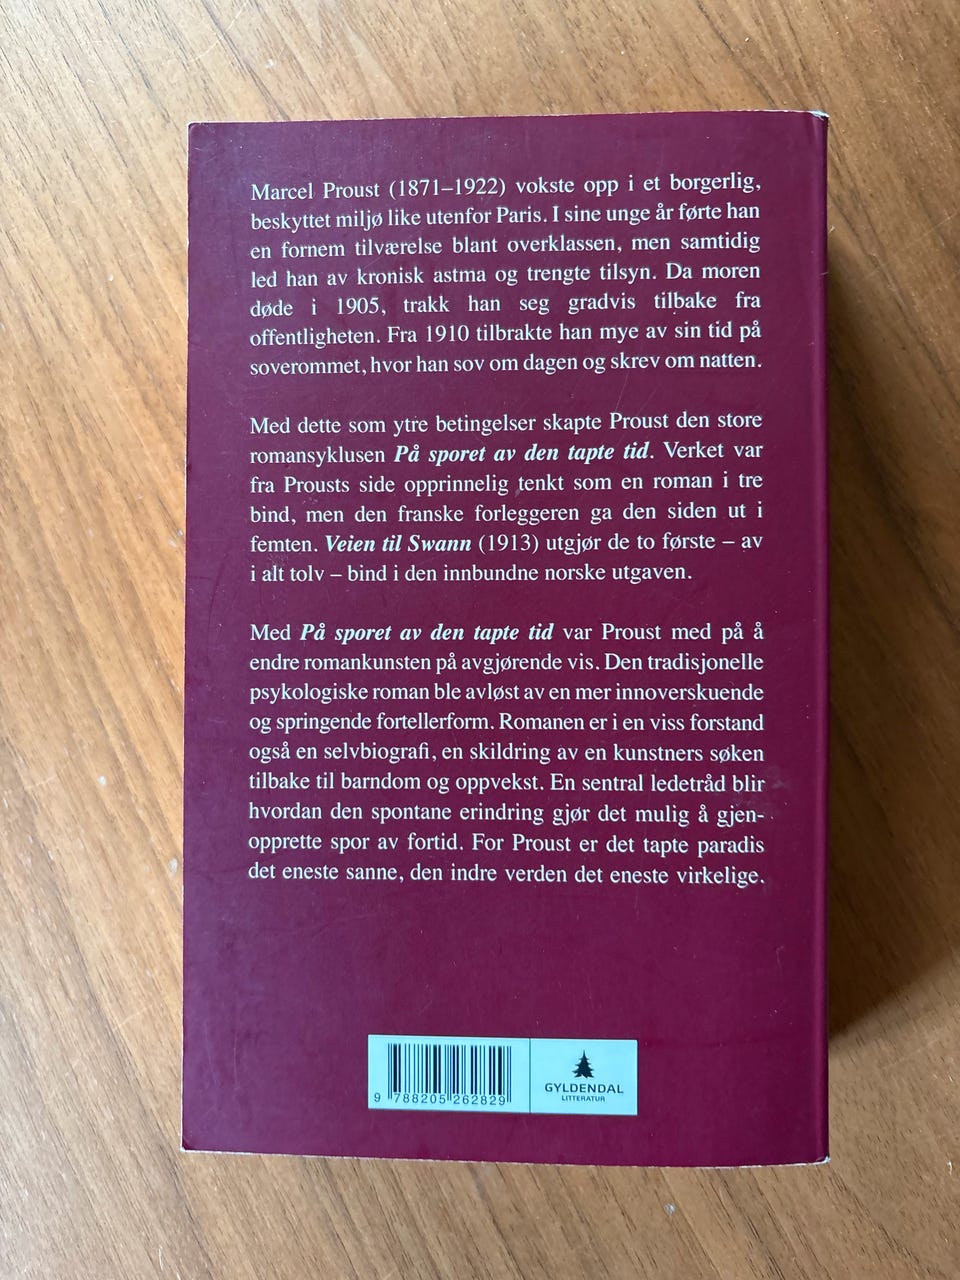 Marcel Proust (1871–1922) vokste opp i et borgerlig,
beskyttet miljø like utenfor Paris. I sine unge år førte han
en fornem tilværelse blant overklassen, men samtidig
led han av kronisk astma og trengte tilsyn. Da moren
døde i 1905, trakk han seg gradvis tilbake fra
offentligheten. Fra 1910 tilbrakte han mye av sin tid på
soverommet, hvor han sov om dagen og skrev om natten.
Med dette som ytre betingelser skapte Proust den store
romansyklusen På sporet av den tapte tid. Verket var
fra Prousts side opprinnelig tenkt som en roman i tre
bind, men den franske forleggeren ga den siden ut i
femten. Veien til Swann (1913) utgjør de to første – av
i alt tolv – bind i den innbundne norske utgaven.
Med På sporet av den tapte tid var Proust med på å
endre romankunsten på avgjørende vis. Den tradisjonelle
psykologiske roman ble avløst av en mer innoverskuende
og springende fortellerform. Romanen er i en viss forstand
også en selvbiografi, en skildring av en kunstners søken
tilbake til barndom og oppvekst. En sentral ledetråd blir
hvordan den spontane erindring gjør det mulig å gjen-
opprette spor av fortid. For Proust er det tapte paradis
det eneste sanne, den indre verden det eneste virkelige.
9 788205 262829
GYLDENDAL
LITTERATUR